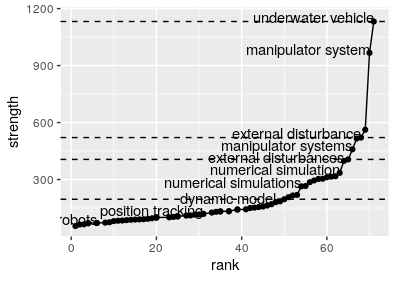 1200
underwater vehicle
manipulator system
900
600
external disturbance
manipulator systems
external disturbances
numerical simulation
numerical simulations
300
dynamic model
position tracking
robots
strength
0
20
40
60
rank